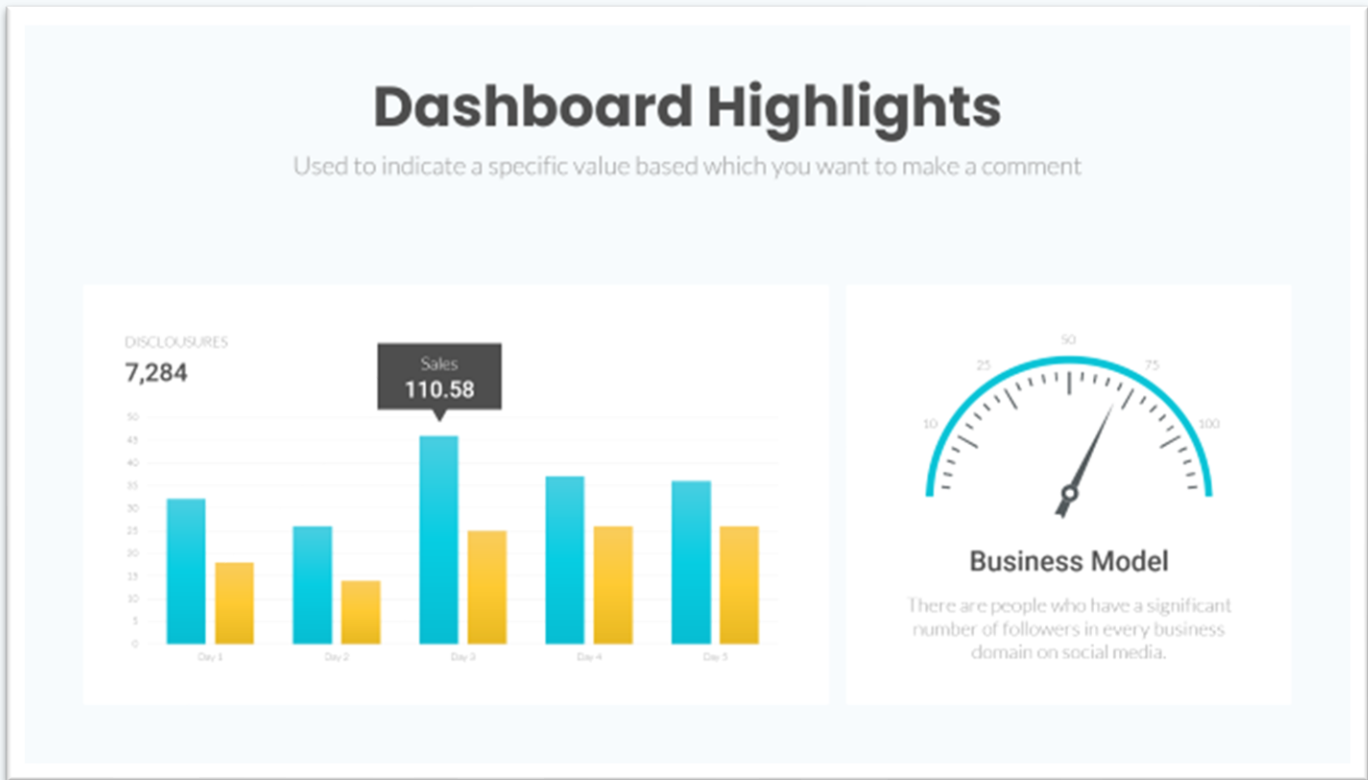 Dashboard Highlights
Used to indicate a specific value based which you want to make a comment
DISCLOUSURES
7,284
Sales
110.58
50
45
40
35
30
25
20
15
10
5
0
Day 1
Day 2
Day 3
Day 4
Day 5
10
25
50
75
100
Business Model
There are people who have a significant
number of followers in every business
domain on social media.